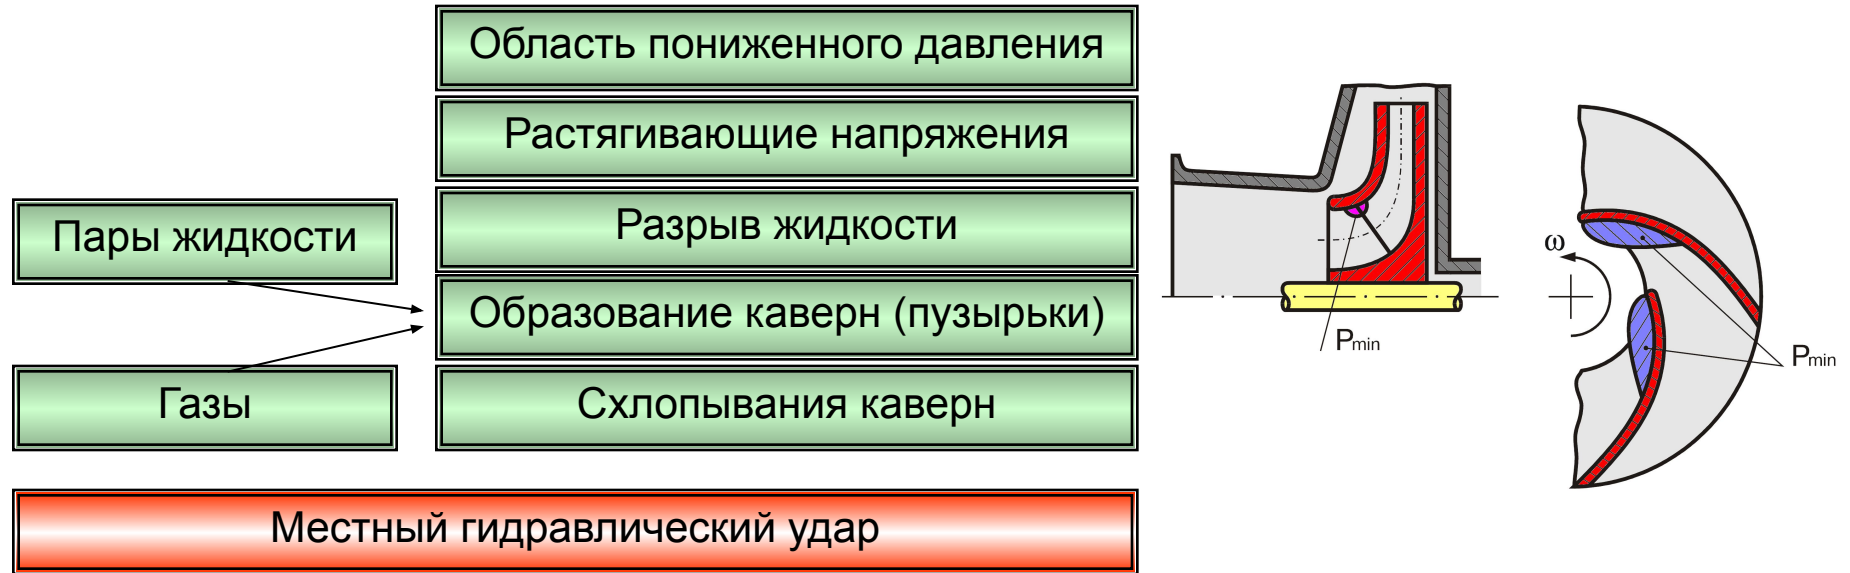 Область пониженного давления
Растягивающие напряжения
Разрыв жидкости
Пары жидкости
Образование каверн (пузырьки)
Газы
Схлопывания каверн
Местный гидравлический удар
Pmin
ω
Pmin